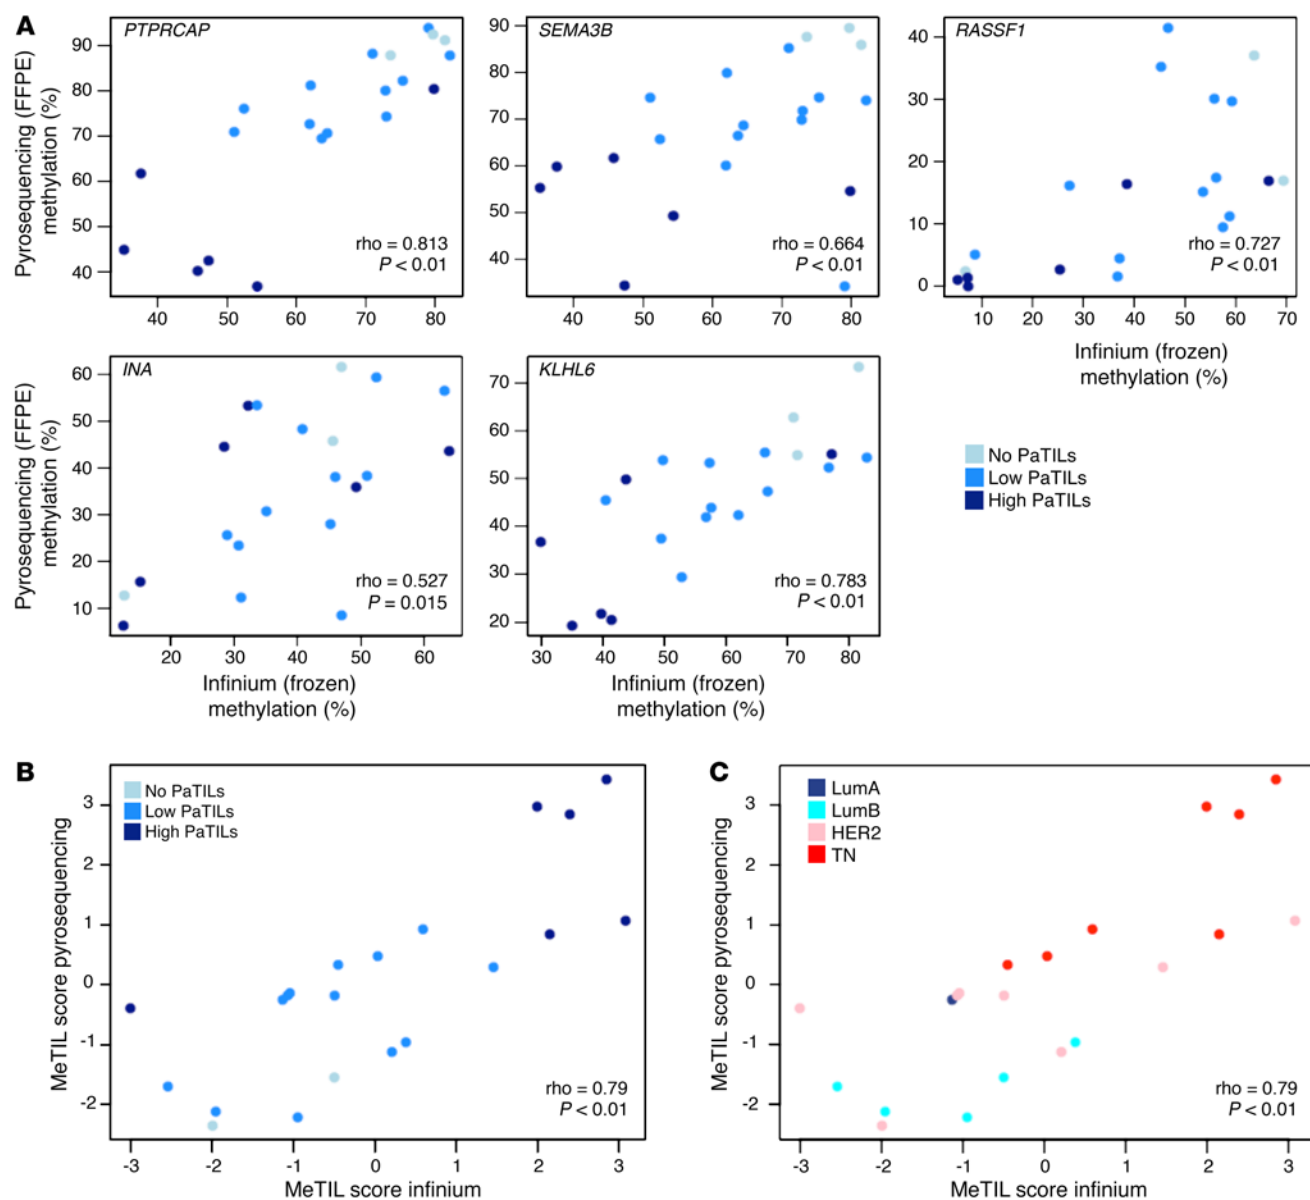 A
PTPRCAP
Pyrosequencing (FFPE)
methylation (%)
90
80
70
60
50
40
40
50
60
70
80
rho = 0.813
P < 0.01
SEMA3B
90
80
70
60
50
40
40
50
60
70
80
rho = 0.664
P < 0.01
RASSF1
40
30
20
10
0
10
20
30
40
50
60
70
rho = 0.727
P < 0.01
Infinium (frozen)
methylation (%)
INA
Pyrosequencing (FFPE)
methylation (%)
60
50
40
30
20
10
20
30
40
50
60
rho = 0.527
P = 0.015
Infinium (frozen)
methylation (%)
KLHL6
70
60
50
40
30
20
30
40
50
60
70
80
rho = 0.783
P < 0.01
Infinium (frozen)
methylation (%)
No PaTILs
Low PaTILs
High PaTILs
B
No PaTILs
Low PaTILs
High PaTILs
MeTIL score pyrosequencing
3
2
1
0
-1
-2
-3
-2
-1
0
1
2
3
rho = 0.79
P < 0.01
MeTIL score infinium
C
LumA
LumB
HER2
TN
MeTIL score pyrosequencing
3
2
1
0
-1
-2
-3
-2
-1
0
1
2
3
rho = 0.79
P < 0.01
MeTIL score infinium